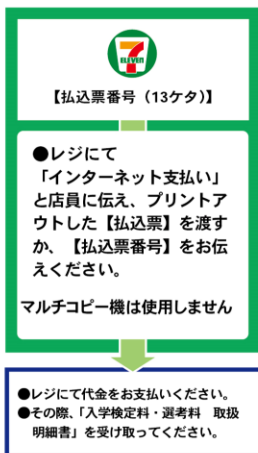 7
ELEVEN
【払込票番号（13ケタ）】
●レジにて
「インターネット支払い」
と店員に伝え、プリントア
ウトした【払込票】を渡す
か、【払込票番号】をお伝
えください。
マルチコピー機は使用しません
●レジにて代金をお支払いください。
●その際、「入学検定料・選考料　取扱
明細書」を受け取ってください。